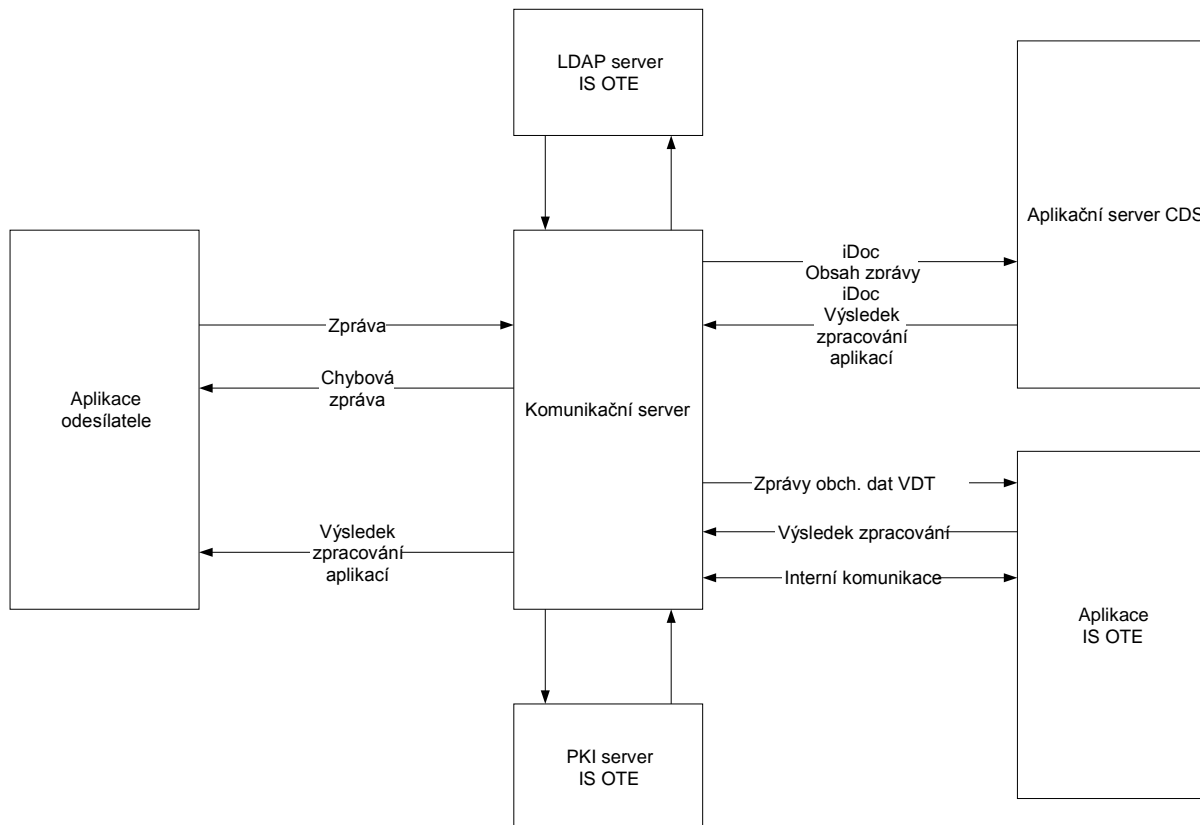 LDAP server
IS OTE
Aplikační server CDS
iDoc
Obsah zprávy
iDoc
Výsledek
zpracování
aplikací
Zpráva
Chybová
zpráva
Aplikace
odesílatele
Komunikační server
Zprávy obch. dat VDT
Výsledek zpracování
Výsledek
zpracování
aplikací
Interní komunikace
Aplikace
IS OTE
PKI server
IS OTE